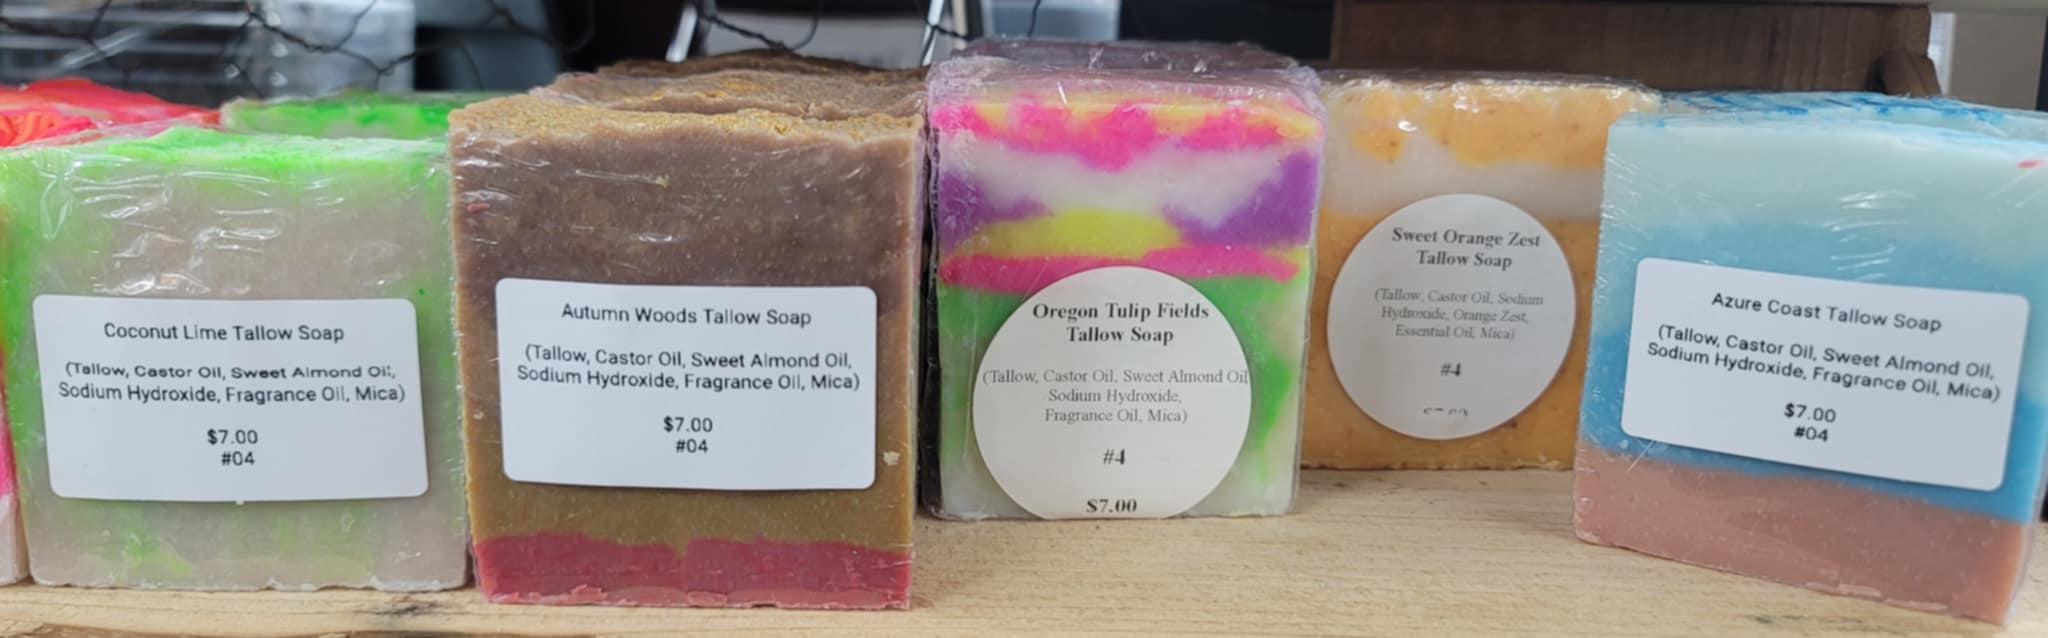 Coconut Lime Tallow Soap
(Tallow, Castor Oil, Sweet Almond Oil,
Sodium Hydroxide, Fragrance Oil, Mica)
$7.00
#04
Autumn Woods Tallow Soap
(Tallow, Castor Oil, Sweet Almond Oil,
Sodium Hydroxide, Fragrance Oil, Mica)
$7.00
#04
Oregon Tulip Fields
Tallow Soap
(Tallow, Castor Oil, Sweet Almond Oil
Sodium Hydroxide,
Fragrance Oil, Mica)
#4
$7.00
Sweet Orange Zest
Tallow Soap
(Tallow, Castor Oil, Sodium
Hydroxide, Orange Zest,
Essential Oil, Mica)
#4
Azure Coast Tallow Soap
(Tallow, Castor Oil, Sweet Almond Oil,
Sodium Hydroxide, Fragrance Oil, Mica)
$7.00
#04